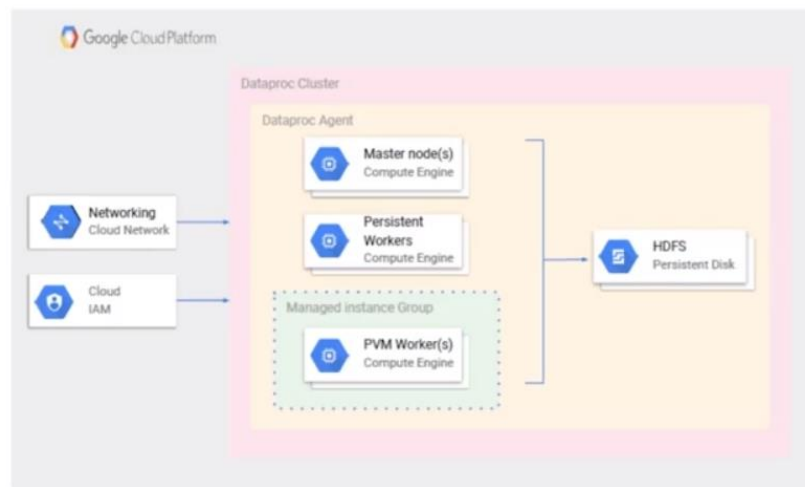 Google Cloud Platform
Dataproc Cluster
Dataproc Agent
Master node(s)
Compute Engine
Networking
Cloud Network
Persistent
Workers
Compute Engine
HDFS
Persistent Disk
Cloud
IAM
Managed instance Group
PVM Worker(s)
Compute Engine